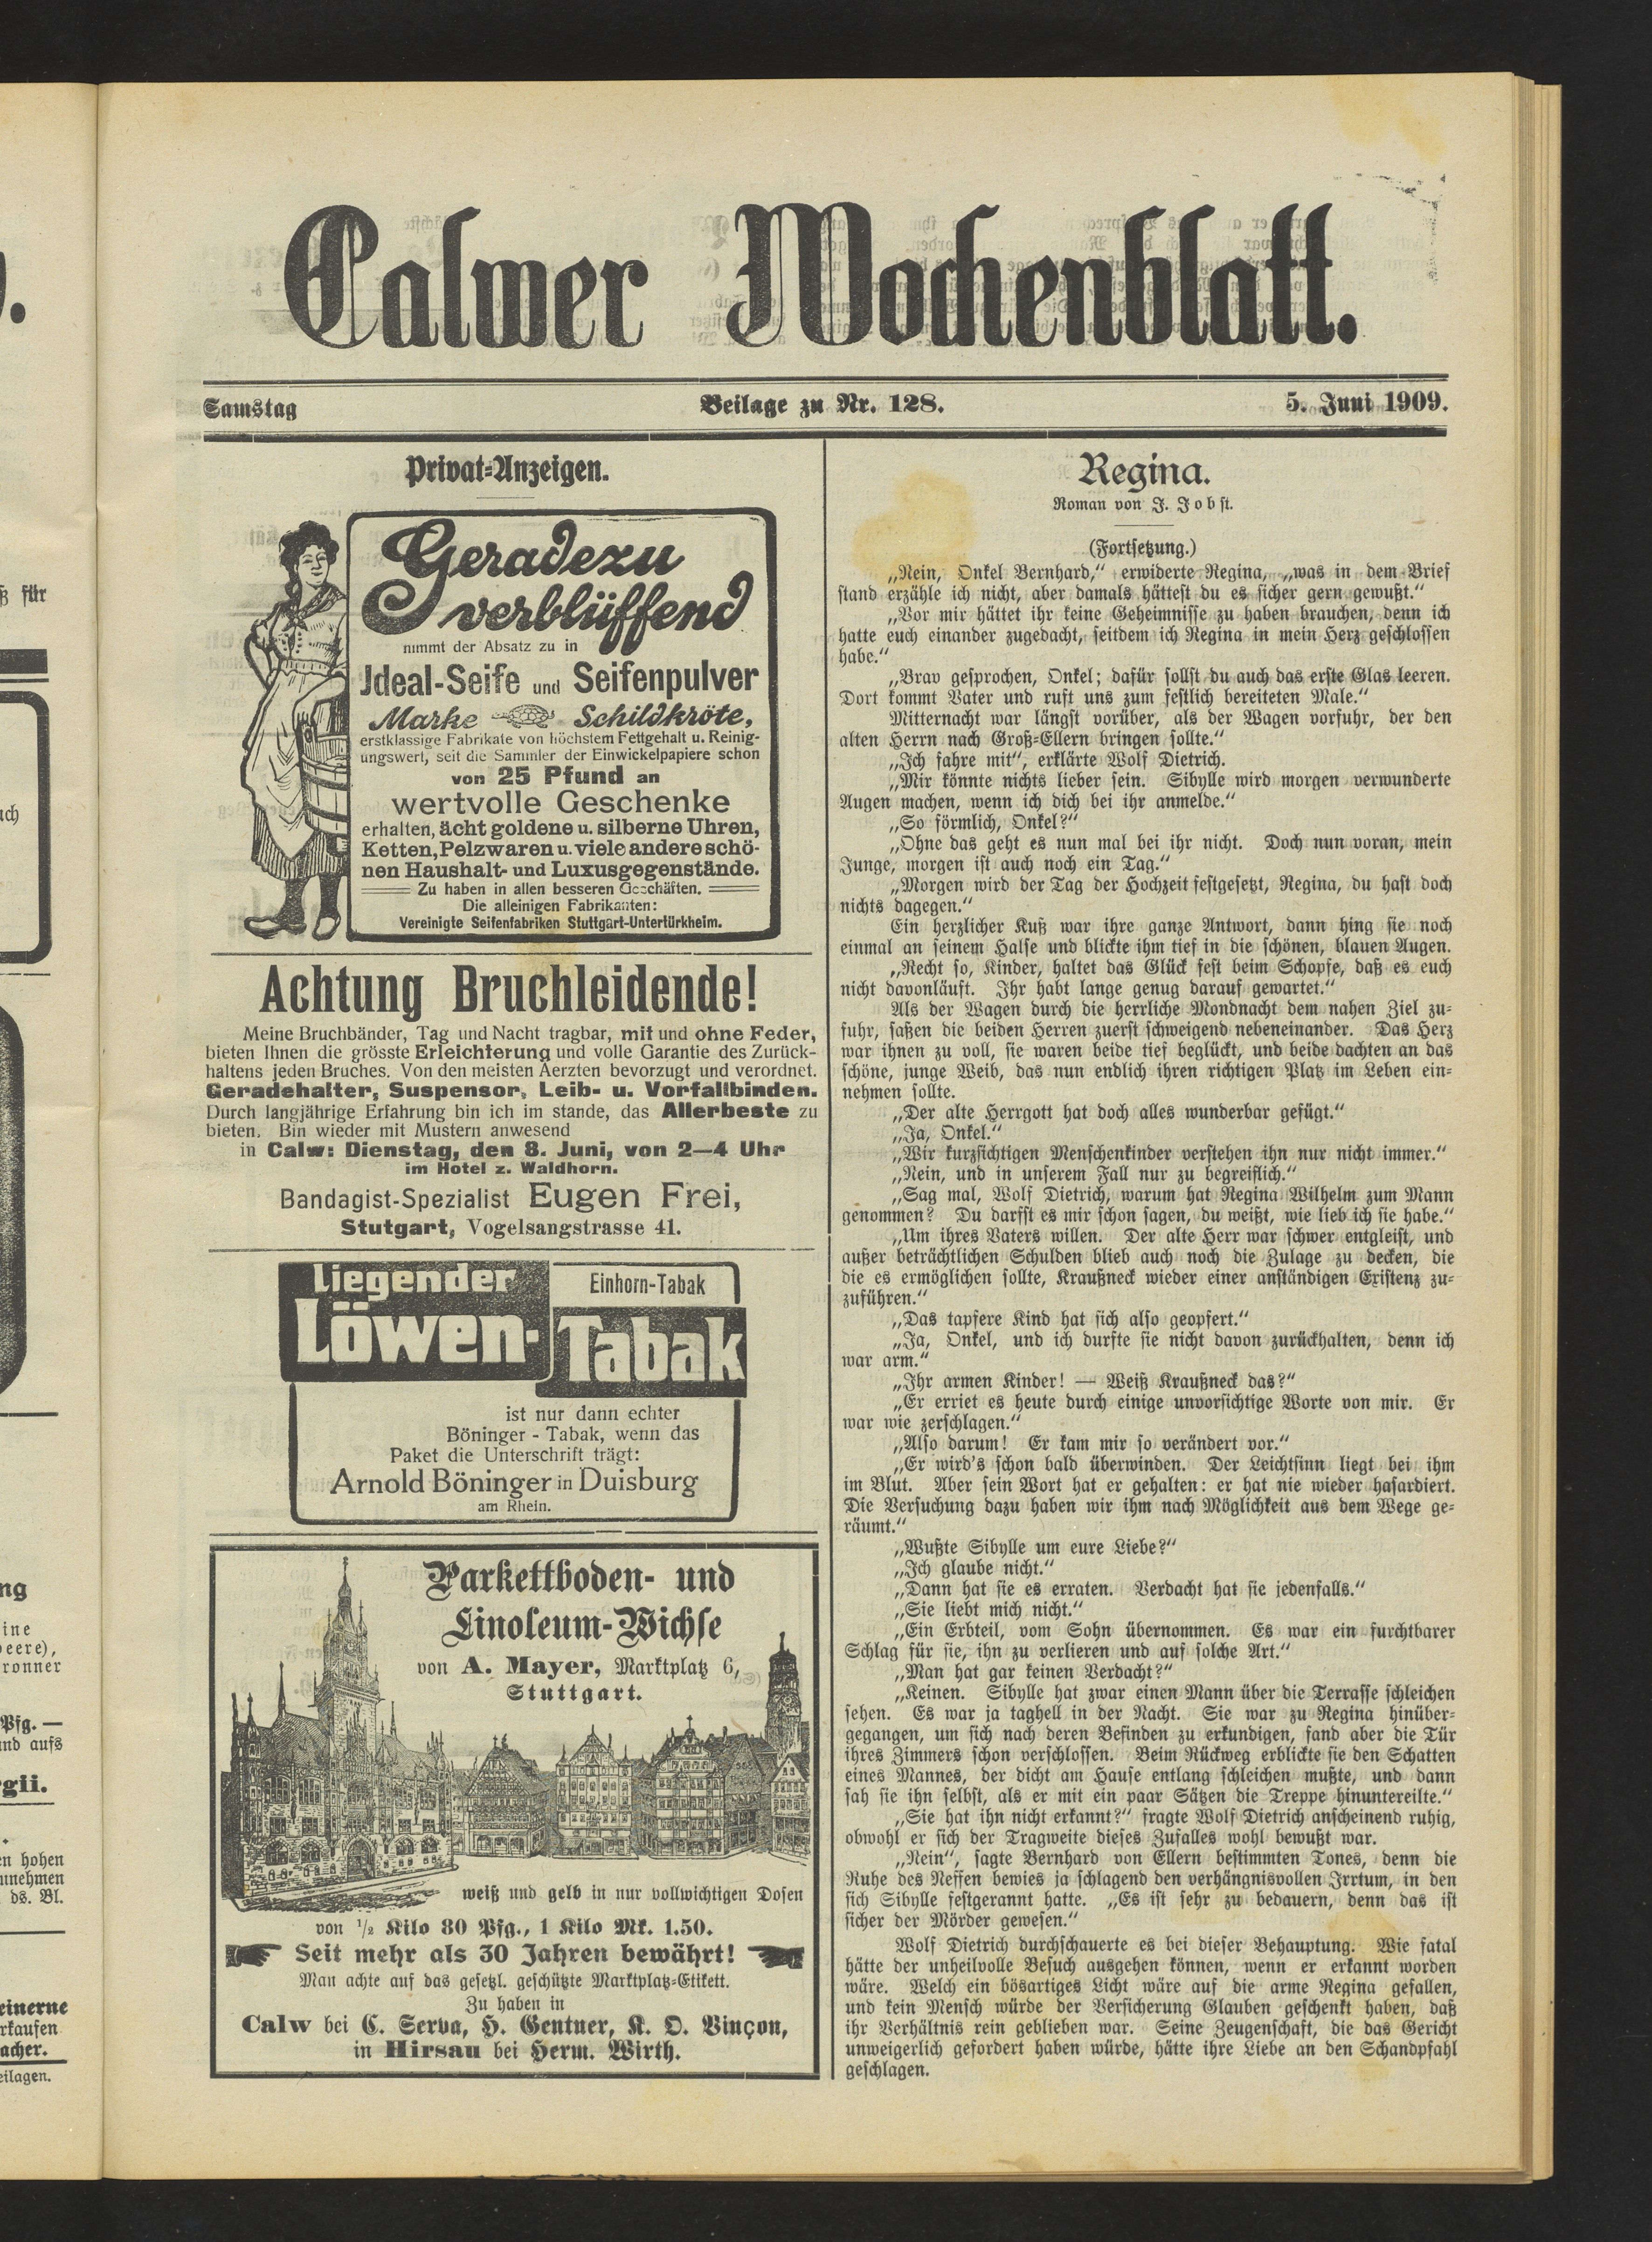 Calwer Wochenblatt.
Samstag Beilage zu Nr. 128. 5. Juni 1909.
Privat-Anzeigen.
Geradezu
verblüffend
nimmt der Absatz zu in
Ideal-Seife und Seifenpulver
Marke Schildkröte,
erstklassige Fabrikate von höchstem Fettgehalt u. Reinig-
ungswert, seit die Sammler der Einwickelpapiere schon
von 25 Pfund an
wertvolle Geschenke
erhalten, ächt goldene u. silberne Uhren,
Ketten, Pelzwaren u. viele andere schö-
nen Haushalt- und Luxusgegenstände.
Zu haben in allen besseren Geschäften.
Die alleinigen Fabrikanten:
Vereinigte Seifenfabriken Stuttgart-Untertürkheim.
Achtung Bruchleidende!
Meine Bruchbänder, Tag und Nacht tragbar, mit und ohne Feder,
bieten Ihnen die grösste Erleichterung und volle Garantie des Zurück-
haltens jeden Bruches. Von den meisten Aerzten bevorzugt und verordnet.
Geradehalter, Suspensor, Leib- u. Vorfallbinden.
Durch langjährige Erfahrung bin ich im stande, das Allerbeste zu
bieten. Bin wieder mit Mustern anwesend
in Calw: Dienstag, den 8. Juni, von 2—4 Uhr
im Hotel z. Waldhorn.
Bandagist-Spezialist Eugen Frei,
Stutgart, Vogelsangstrasse 41.
Liegender
Löwen-
Einhorn-Tabak
Tabak
ist nur dann echter
Böninger - Tabak, wenn das
Paket die Unterschrift trägt:
Arnold Böninger in Duisburg
am Rhein.
Parkettboden- und
Linoleum-Wichse
von A. Mayer, Marktplatz 6,
Stuttgart.
weiß und gelb in nur vollwichtigen Dosen
von 1/2 Kilo 80 Pfg., 1 Kilo Mk. 1.50.
Seit mehr als 30 Jahren bewährt!
Man achte auf das gesetzl. geschützte Marktplatz-Etikett.
Zu haben in
Calw bei C. Serva, H. Gentner, K. O. Vinçon,
in Hirsau bei Herm. Wirth.
Regina.
Roman von J. Jobst.
(Fortsetzung.)
„Nein, Onkel Bernhard,“ erwiderte Regina, „was in dem Brief
stand erzähle ich nicht, aber damals hättest du es sicher gern gewußt.“
„Vor mir hättet ihr keine Geheimnisse zu haben brauchen, denn ich
hatte euch einander zugedacht, seitdem ich Regina in mein Herz geschlossen
habe.“
„Brav gesprochen, Onkel; dafür sollst du auch das erste Glas leeren.
Dort kommt Vater und ruft uns zum festlich bereiteten Male.“
Mitternacht war längst vorüber, als der Wagen vorfuhr, der den
alten Herrn nach Groß-Ellern bringen sollte.“
„Ich fahre mit“, erklärte Wolf Dietrich.
„Mir könnte nichts lieber sein. Sibylle wird morgen verwunderte
Augen machen, wenn ich dich bei ihr anmelde.“
„So förmlich, Onkel?“
„Ohne das geht es nun mal bei ihr nicht. Doch nun voran, mein
Junge, morgen ist auch noch ein Tag.“
„Morgen wird der Tag der Hochzeit festgesetzt, Regina, du hast doch
nichts dagegen.“
Ein herzlicher Kuß war ihre ganze Antwort, dann hing sie noch
einmal an seinem Halse und blickte ihm tief in die schönen, blauen Augen.
„Recht so, Kinder, haltet das Glück fest beim Schopfe, daß es euch
nicht davonläuft. Ihr habt lange genug darauf gewartet.“
Als der Wagen durch die herrliche Mondnacht dem nahen Ziel zu-
fuhr, saßen die beiden Herren zuerst schweigend nebeneinander. Das Herz
war ihnen zu voll, sie waren beide tief beglückt, und beide dachten an das
schöne, junge Weib, das nun endlich ihren richtigen Platz im Leben ein-
nehmen sollte.
„Der alte Herrgott hat doch alles wunderbar gefügt.“
„Ja, Onkel.“
„Wir kurzsichtigen Menschenkinder verstehen ihn nur nicht immer.“
„Nein, und in unserem Fall nur zu begreiflich.“
„Sag mal, Wolf Dietrich, warum hat Regina Wilhelm zum Mann
genommen? Du darfst es mir schon sagen, du weißt, wie lieb ich sie habe.“
„Um ihres Vaters willen. Der alte Herr war schwer entgleist, und
außer beträchtlichen Schulden blieb auch noch die Zulage zu decken, die
die es ermöglichen sollte, Kraußneck wieder einer anständigen Existenz zu-
zuführen.“
„Das tapfere Kind hat sich also geopfert.“
„Ja, Onkel, und ich durfte sie nicht davon zurückhalten, denn ich
war arm.“
„Ihr armen Kinder! — Weiß Kraußneck das?“
„Er erriet es heute durch einige unvorsichtige Worte von mir. Er
war wie zerschlagen.“
„Also darum! Er kam mir so verändert vor.“
„Er wird's schon bald überwinden. Der Leichtsinn liegt bei ihm
im Blut. Aber sein Wort hat er gehalten: er hat nie wieder hasardiert.
Die Versuchung dazu haben wir ihm nach Möglichkeit aus dem Wege ge-
räumt.“
„Wußte Sibylle um eure Liebe?“
„Ich glaube nicht.“
„Dann hat sie es erraten. Verdacht hat sie jedenfalls.“
„Sie liebt mich nicht.“
„Ein Erbteil, vom Sohn übernommen. Es war ein furchtbarer
Schlag für sie, ihn zu verlieren und auf solche Art.“
„Man hat gar keinen Verdacht?“
„Keinen. Sibylle hat zwar einen Mann über die Terrasse schleichen
sehen. Es war ja taghell in der Nacht. Sie war zu Regina hinüber-
gegangen, um sich nach deren Befinden zu erkundigen, fand aber die Tür
ihres Zimmers schon verschlossen. Beim Rückweg erblickte sie den Schatten
eines Mannes, der dicht am Hause entlang schleichen mußte, und dann
sah sie ihn selbst, als er mit ein paar Sätzen die Treppe hinuntereilte.“
„Sie hat ihn nicht erkannt?“ fragte Wolf Dietrich anscheinend ruhig,
obwohl er sich der Tragweite dieses Zufalles wohl bewußt war.
„Nein“, sagte Bernhard von Ellern bestimmten Tones, denn die
Ruhe des Neffen bewies ja schlagend den verhängnisvollen Irrtum, in den
sich Sibylle festgerannt hatte. „Es ist sehr zu bedauern, denn das ist
sicher der Mörder gewesen.“
Wolf Dietrich durchschauerte es bei dieser Behauptung. Wie fatal
hätte der unheilvolle Besuch ausgehen können, wenn er erkannt worden
wäre. Welch ein bösartiges Licht wäre auf die arme Regina gefallen,
und kein Mensch würde der Versicherung Glauben geschenkt haben, daß
ihr Verhältnis rein geblieben war. Seine Zeugenschaft, die das Gericht
unweigerlich gefordert haben würde, hätte ihre Liebe an den Schandpfahl
geschlagen.